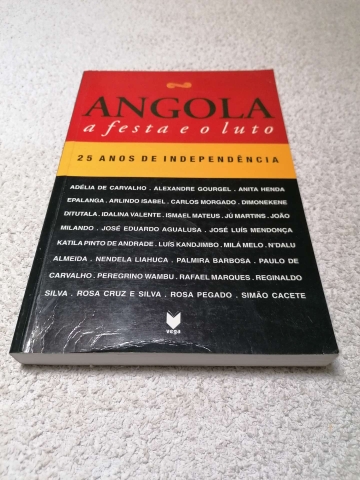 ANGOLA
a festa e o luto
25 ANOS DE INDEPENDÊNCIA
ADÉLIA DE CARVALHO . ALEXANDRE GOURGEL . ANITA HENDA
EPALANGA . ARLINDO ISABEL . CARLOS MORGADO . DIMONEKENE
DITUTALA . IDALINA VALENTE . ISMAEL MATEUS . JÚ MARTINS . JOÃO
MILANDO . JOSÉ EDUARDO AGUALUSA . JOSÉ LUÍS MENDONÇA
KATILA PINTO DE ANDRADE . LUÍS KANDJIMBO . MILÁ MELO . N'DALU
ALMEIDA . NENDELA LIAHUCA . PALMIRA BARBOSA . PAULO DE
CARVALHO . PEREGRINO WAMBU . RAFAEL MARQUES . REGINALDO
SILVA . ROSA CRUZ E SILVA . ROSA PEGADO . SIMÃO CACETE
vega